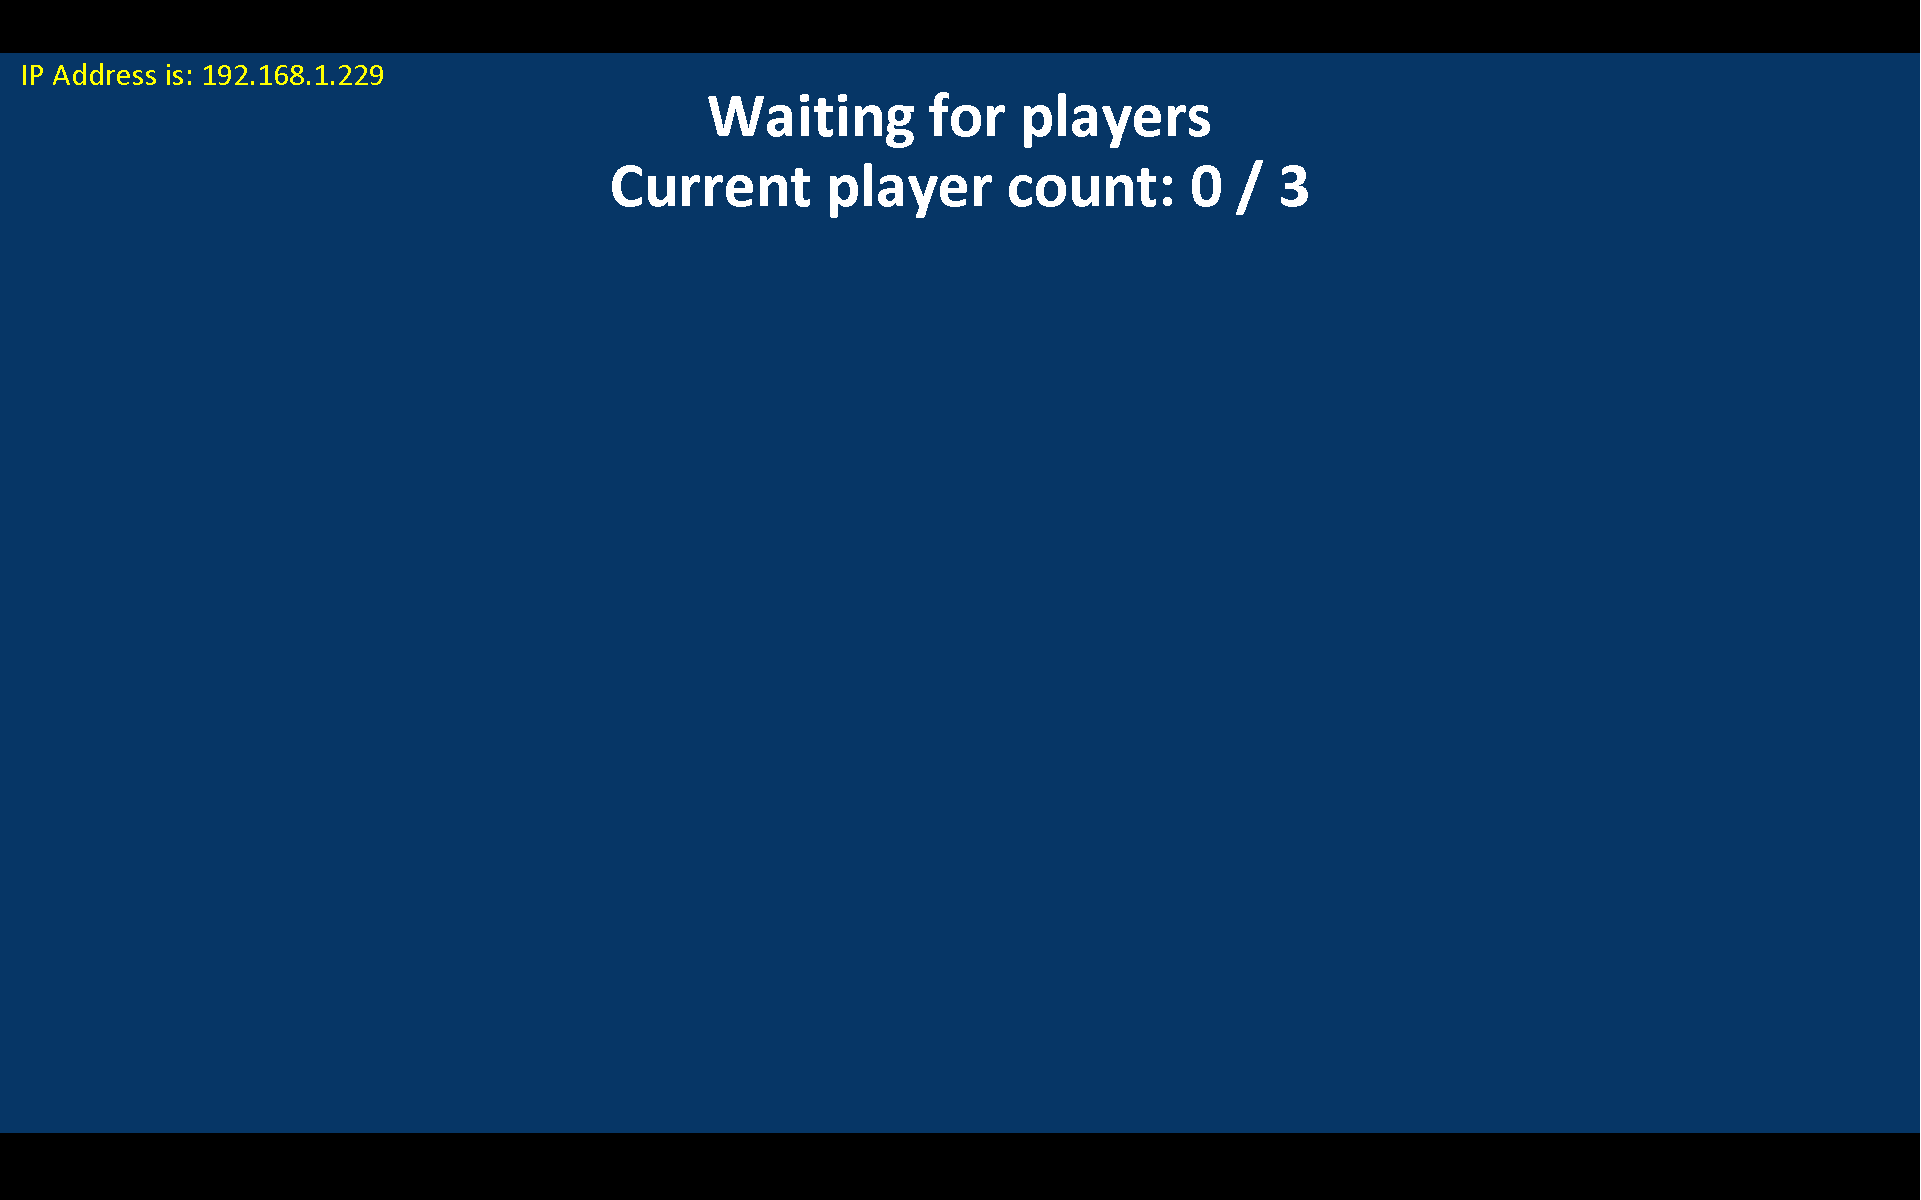 IP Address is: 192.168.1.229
Waiting for players
Current player count: 0 / 3